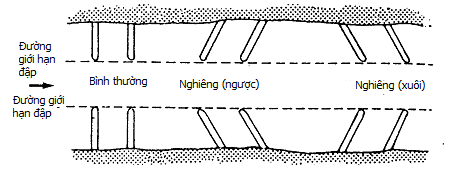 Đường
giới hạn
đập
Bình thường
Nghiêng (ngược)
Nghiêng (xuôi)
Đường giới
hạn đập